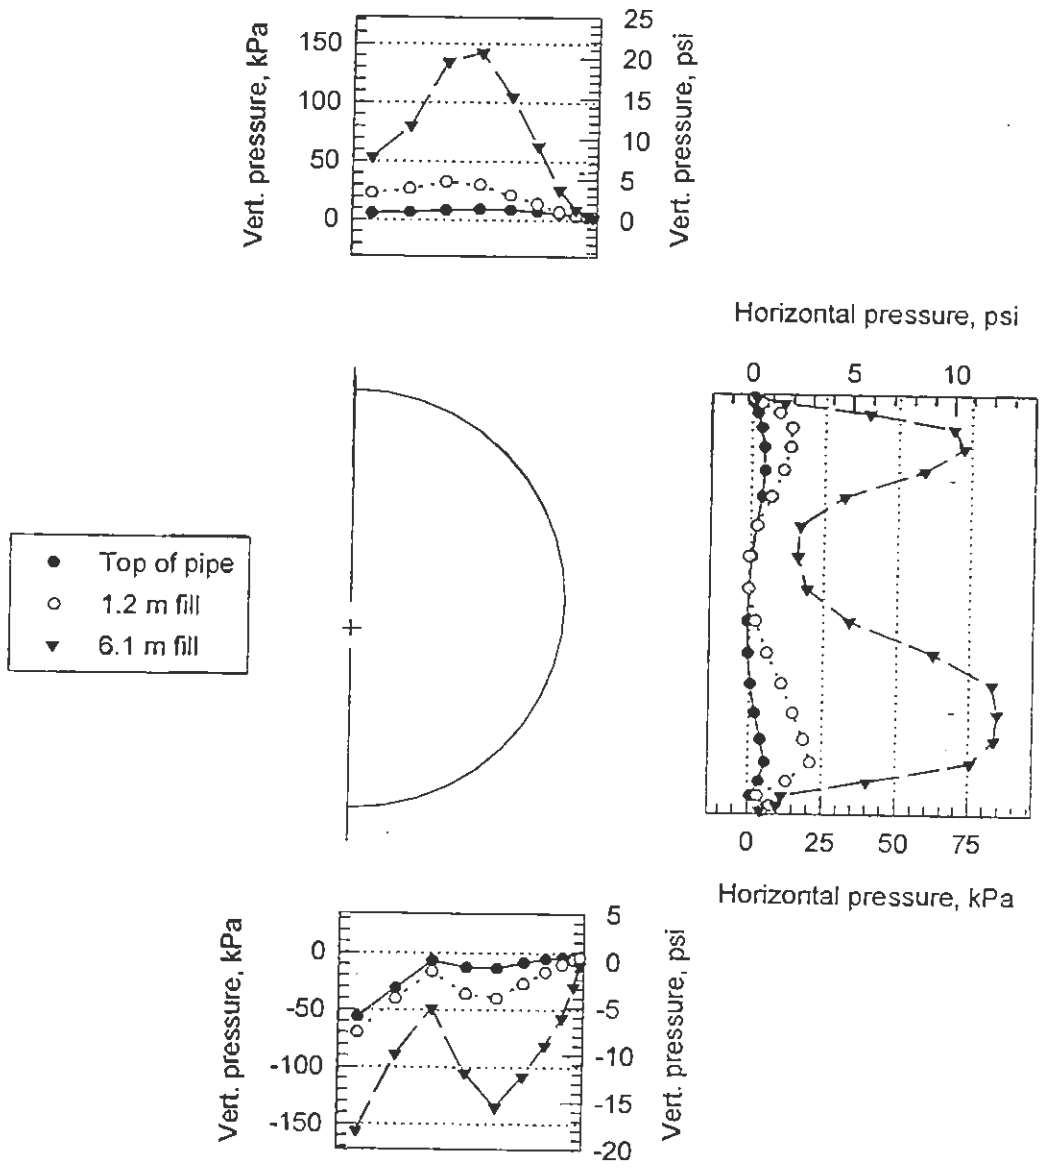 Vert. pressure, kPa
150
100
50
0
25
20
15
10
5
0
Vert. pressure, psi
Horizontal pressure, psi
0 5 10
Top of pipe
1.2 m fill
6.1 m fill
0 25 50 75
Horizontal pressure, kPa
Vert. pressure, kPa
0
-50
-100
-150
5
0
-5
-10
-15
-20
Vert. pressure, psi